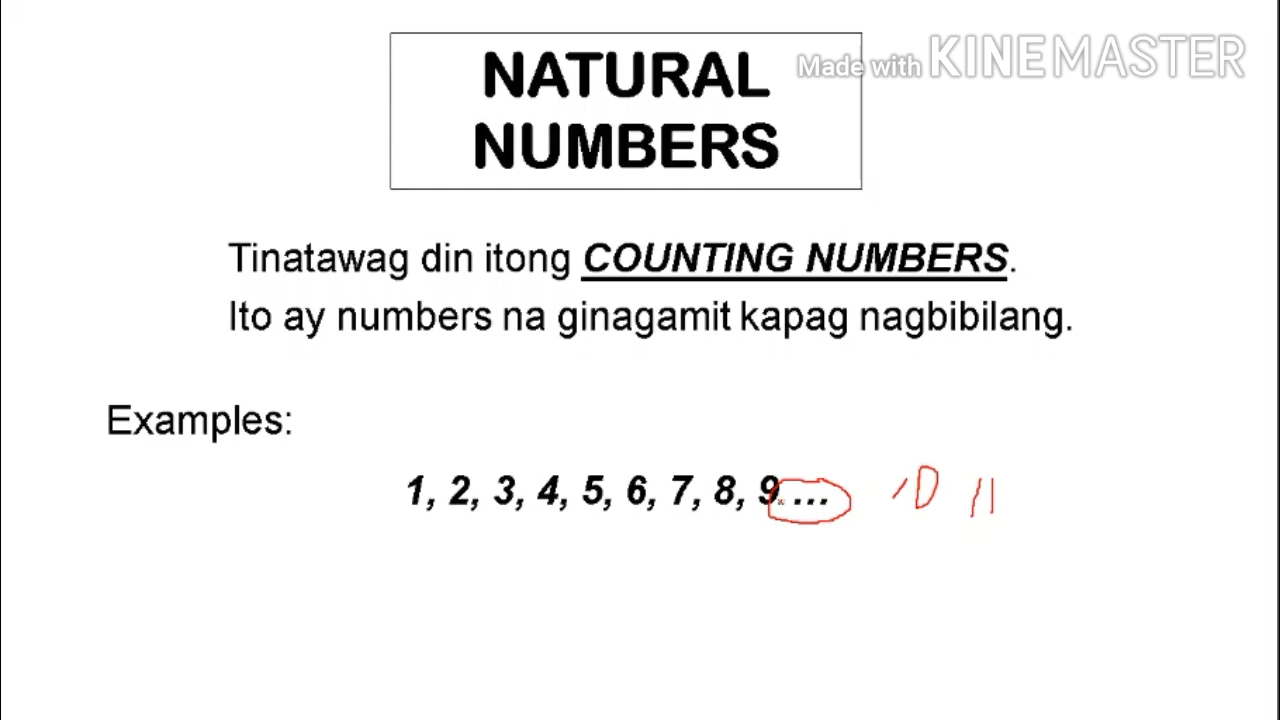 Made with KINEMASTER
NATURAL
NUMBERS
Tinatawag din itong COUNTING NUMBERS.
Ito ay numbers na ginagamit kapag nagbibilang.
Examples:
1, 2, 3, 4, 5, 6, 7, 8, 9, ... 10 11